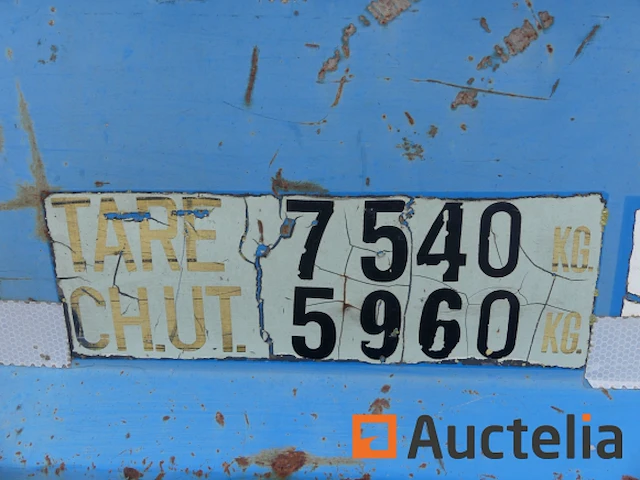 TARE 7540 KG.
CH.UT. 5960 KG.
Auctelia